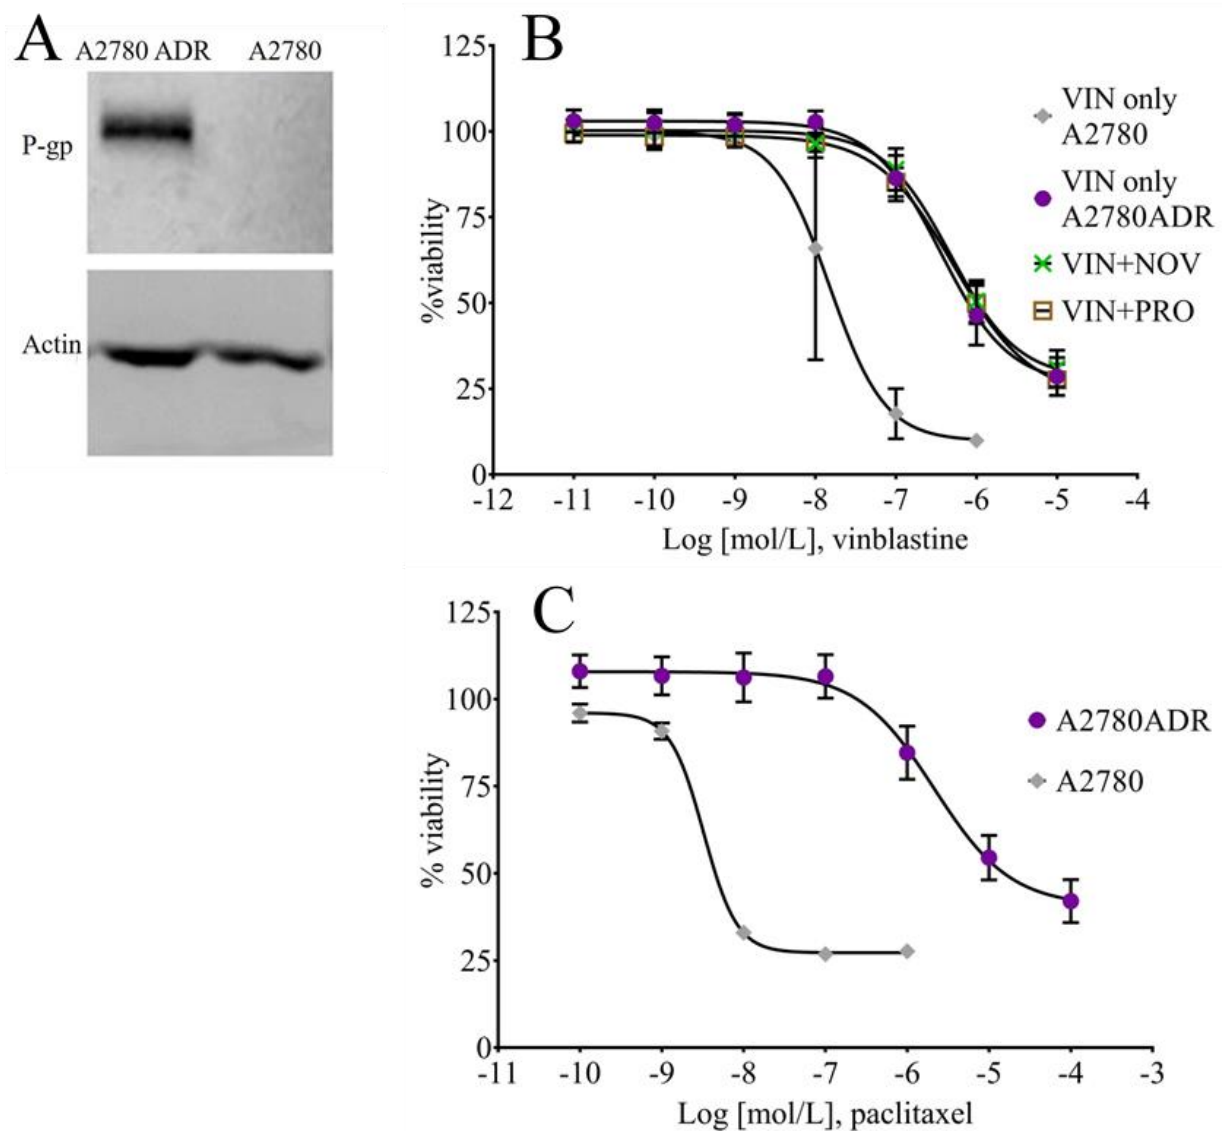 A
A2780 ADR A2780
P-gp
Actin
B
125
100
75
50
25
0
%viability
-12 -11 -10 -9 -8 -7 -6 -5 -4
Log [mol/L], vinblastine
VIN only
A2780
VIN only
A2780ADR
VIN+NOV
VIN+PRO
C
125
100
75
50
25
0
% viability
-11 -10 -9 -8 -7 -6 -5 -4 -3
Log [mol/L], paclitaxel
A2780ADR
A2780